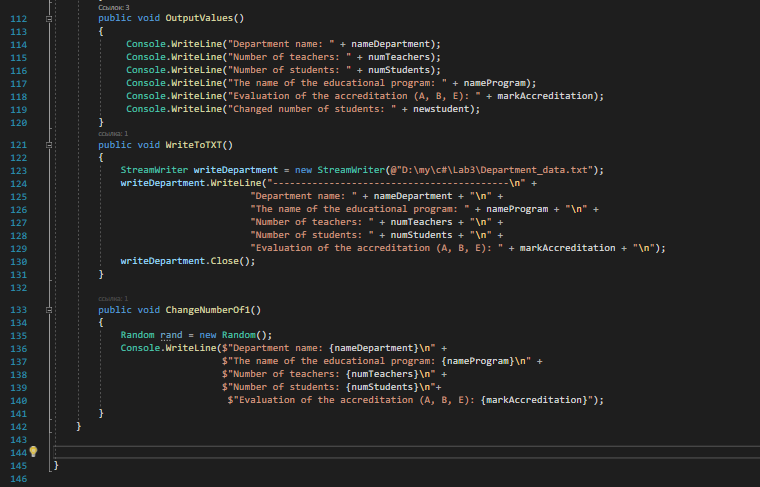 Ссылок: 3
112 public void OutputValues()
113 {
114 Console.WriteLine("Department name: " + nameDepartment);
115 Console.WriteLine("Number of teachers: " + numTeachers);
116 Console.WriteLine("Number of students: " + numStudents);
117 Console.WriteLine("The name of the educational program: " + nameProgram);
118 Console.WriteLine("Evaluation of the accreditation (A, B, E): " + markAccreditation);
119 Console.WriteLine("Changed number of students: " + newstudent);
120 }
ссылка: 1
121 public void WriteToTXT()
122 {
123 StreamWriter writeDepartment = new StreamWriter(@"D:\my\c#\Lab3\Department_data.txt");
124 writeDepartment.WriteLine("------------------------------------------\n" +
125 "Department name: " + nameDepartment + "\n" +
126 "The name of the educational program: " + nameProgram + "\n" +
127 "Number of teachers: " + numTeachers + "\n" +
128 "Number of students: " + numStudents + "\n" +
129 "Evaluation of the accreditation (A, B, E): " + markAccreditation + "\n");
130 writeDepartment.Close();
131 }
132
ссылка: 1
133 public void ChangeNumberOf1()
134 {
135 Random rand = new Random();
136 Console.WriteLine($"Department name: {nameDepartment}\n" +
137 $"The name of the educational program: {nameProgram}\n" +
138 $"Number of teachers: {numTeachers}\n" +
139 $"Number of students: {numStudents}\n"+
140 $"Evaluation of the accreditation (A, B, E): {markAccreditation}");
141 }
142 }
143
144
145 }
146